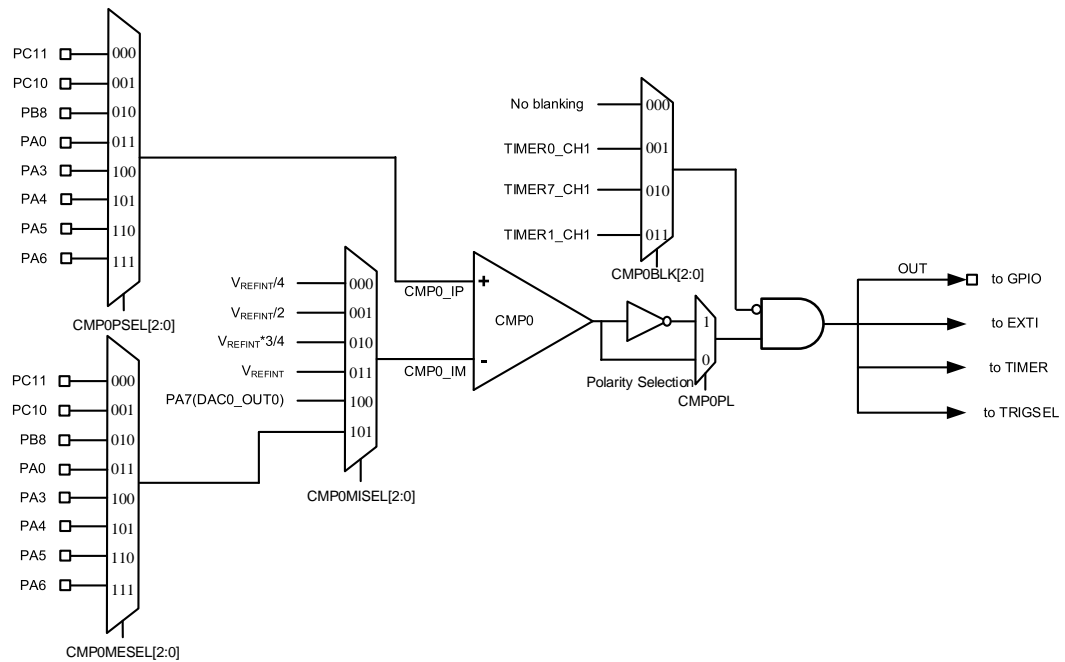 PC11
000
PC10
001
PB8
010
PA0
011
PA3
100
PA4
101
PA5
110
PA6
111
CMP0PSEL[2:0]
PC11
000
PC10
001
PB8
010
PA0
011
PA3
100
PA4
101
PA5
110
PA6
111
CMP0MESEL[2:0]
VREFINT/4
000
VREFINT/2
001
VREFINT*3/4
010
VREFINT
011
PA7(DAC0_OUT0)
100
101
CMP0MISEL[2:0]
CMP0_IP
CMP0_IM
+
CMP0
-
No blanking
000
TIMER0_CH1
001
TIMER7_CH1
010
TIMER1_CH1
011
CMP0BLK[2:0]
1
0
Polarity Selection
CMP0PL
OUT
to GPIO
to EXTI
to TIMER
to TRIGSEL